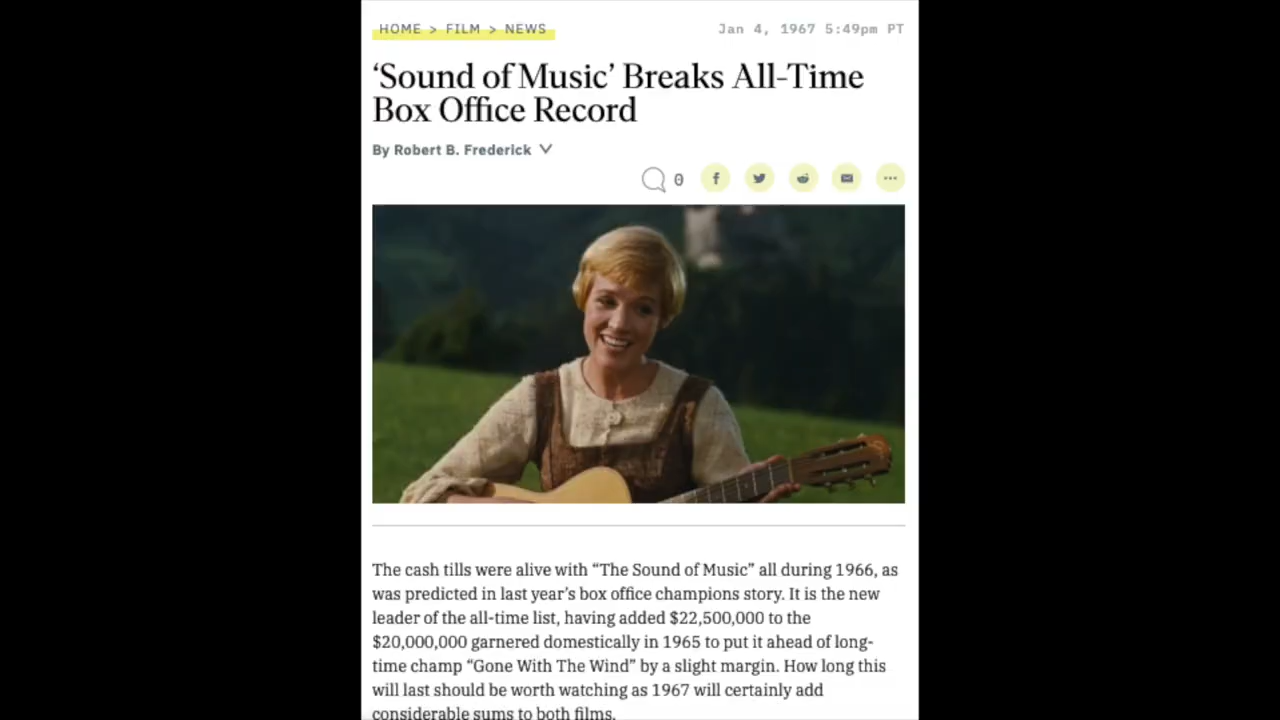 HOME > FILM > NEWS
Jan 4, 1967 5:49pm PT
‘Sound of Music’ Breaks All-Time
Box Office Record
By Robert B. Frederick
0
The cash tills were alive with “The Sound of Music” all during 1966, as
was predicted in last year’s box office champions story. It is the new
leader of the all-time list, having added $22,500,000 to the
$20,000,000 garnered domestically in 1965 to put it ahead of long-
time champ “Gone With The Wind” by a slight margin. How long this
will last should be worth watching as 1967 will certainly add
considerable sums to both films.